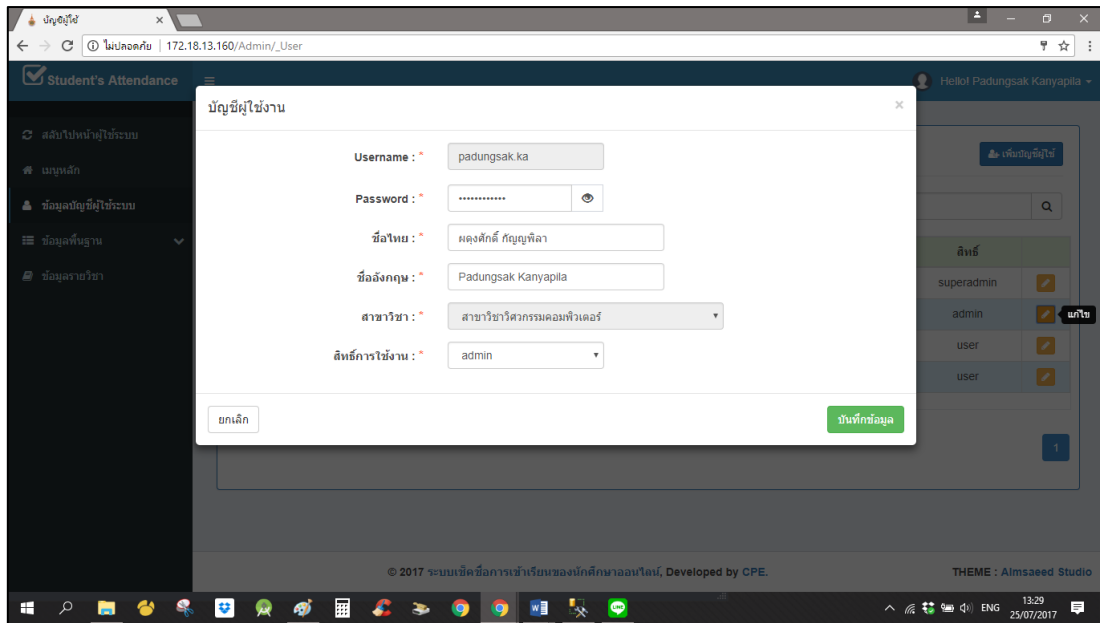 บัญชีผู้ใช้
ไม่ปลอดภัย | 172.18.13.160/Admin/_User
Student's Attendance
Hello! Padungsak Kanyapila
สลับไปหน้าผู้ใช้ระบบ
เมนูหลัก
ข้อมูลบัญชีผู้ใช้ระบบ
ข้อมูลพื้นฐาน
ข้อมูลรายวิชา
บัญชีผู้ใช้งาน ×
Username : * padungsak.ka
Password : * ••••••••••••
ชื่อไทย : * ผดุงศักดิ์ กัญญพิลา
ชื่ออังกฤษ : * Padungsak Kanyapila
สาขาวิชา : * สาขาวิชาวิศวกรรมคอมพิวเตอร์
สิทธิ์การใช้งาน : * admin
ยกเลิก บันทึกข้อมูล
เพิ่มบัญชีผู้ใช้
สิทธิ์
superadmin
admin แก้ไข
user
user
1
© 2017 ระบบเช็คชื่อการเข้าเรียนของนักศึกษาออนไลน์, Developed by CPE. THEME : Almsaeed Studio
ENG 13:29
25/07/2017